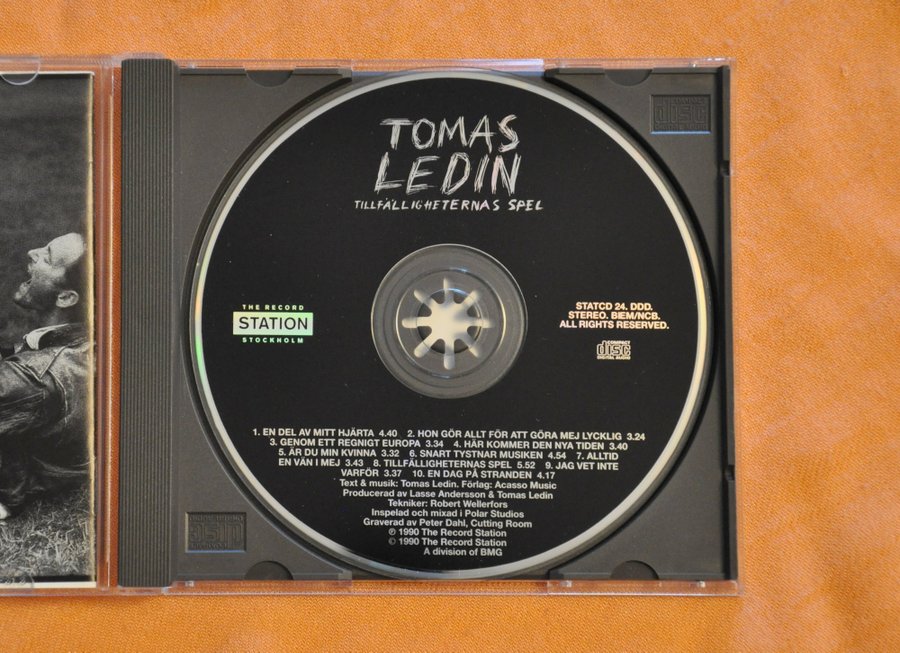 TOMAS
LEDIN
TILLFÄLLIGHETERNAS SPEL
THE RECORD
STATION
STOCKHOLM
STATCD 24. DDD.
STEREO. BIEM/NCB.
ALL RIGHTS RESERVED.
COMPACT
disc
DIGITAL AUDIO
1. EN DEL AV MITT HJÄRTA 4.40 2. HON GÖR ALLT FÖR ATT GÖRA MEJ LYCKLIG 3.24
3. GENOM ETT REGNIGT EUROPA 3.34 4. HÄR KOMMER DEN NYA TIDEN 3.40
5. ÄR DU MIN KVINNA 3.32 6. SNART TYSTNAR MUSIKEN 4.54 7. ALLTID
EN VÄN I MEJ 3.43 8. TILLFÄLLIGHETERNAS SPEL 5.52 9. JAG VET INTE
VARFÖR 3.37 10. EN DAG PÅ STRANDEN 4.17
Text & musik: Tomas Ledin. Förlag: Acasso Music
Producerad av Lasse Andersson & Tomas Ledin
Tekniker: Robert Wellerfors
Inspelad och mixad i Polar Studios
Graverad av Peter Dahl, Cutting Room
℗ 1990 The Record Station
© 1990 The Record Station
A division of BMG